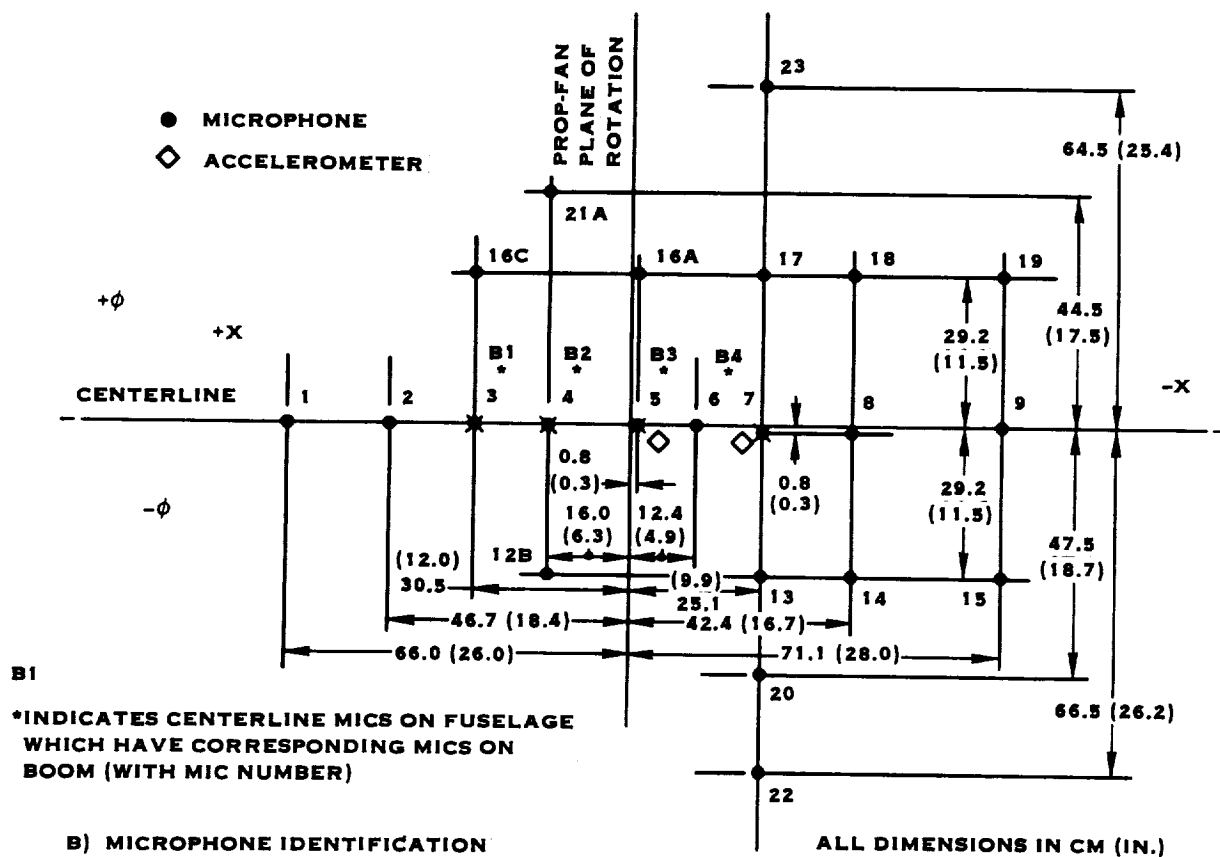 PROP-FAN
PLANE OF
ROTATION
23
● MICROPHONE
◇ ACCELEROMETER
64.5 (25.4)
21A
16C
16A
17
18
19
+ϕ
+X
44.5
(17.5)
29.2
(11.5)
B1
*
B2
*
B3
*
B4
*
CENTERLINE
1
2
3
4
5
6
7
8
9
-X
0.8
(0.3)
0.8
(0.3)
-ϕ
29.2
(11.5)
16.0
(6.3)
12.4
(4.9)
47.5
(18.7)
(12.0)
30.5
12B
(9.9)
25.1
13
14
15
46.7 (18.4)
42.4 (16.7)
66.0 (26.0)
71.1 (28.0)
B1
20
66.5 (26.2)
*INDICATES CENTERLINE MICS ON FUSELAGE
WHICH HAVE CORRESPONDING MICS ON
BOOM (WITH MIC NUMBER)
22
B) MICROPHONE IDENTIFICATION
ALL DIMENSIONS IN CM (IN.)